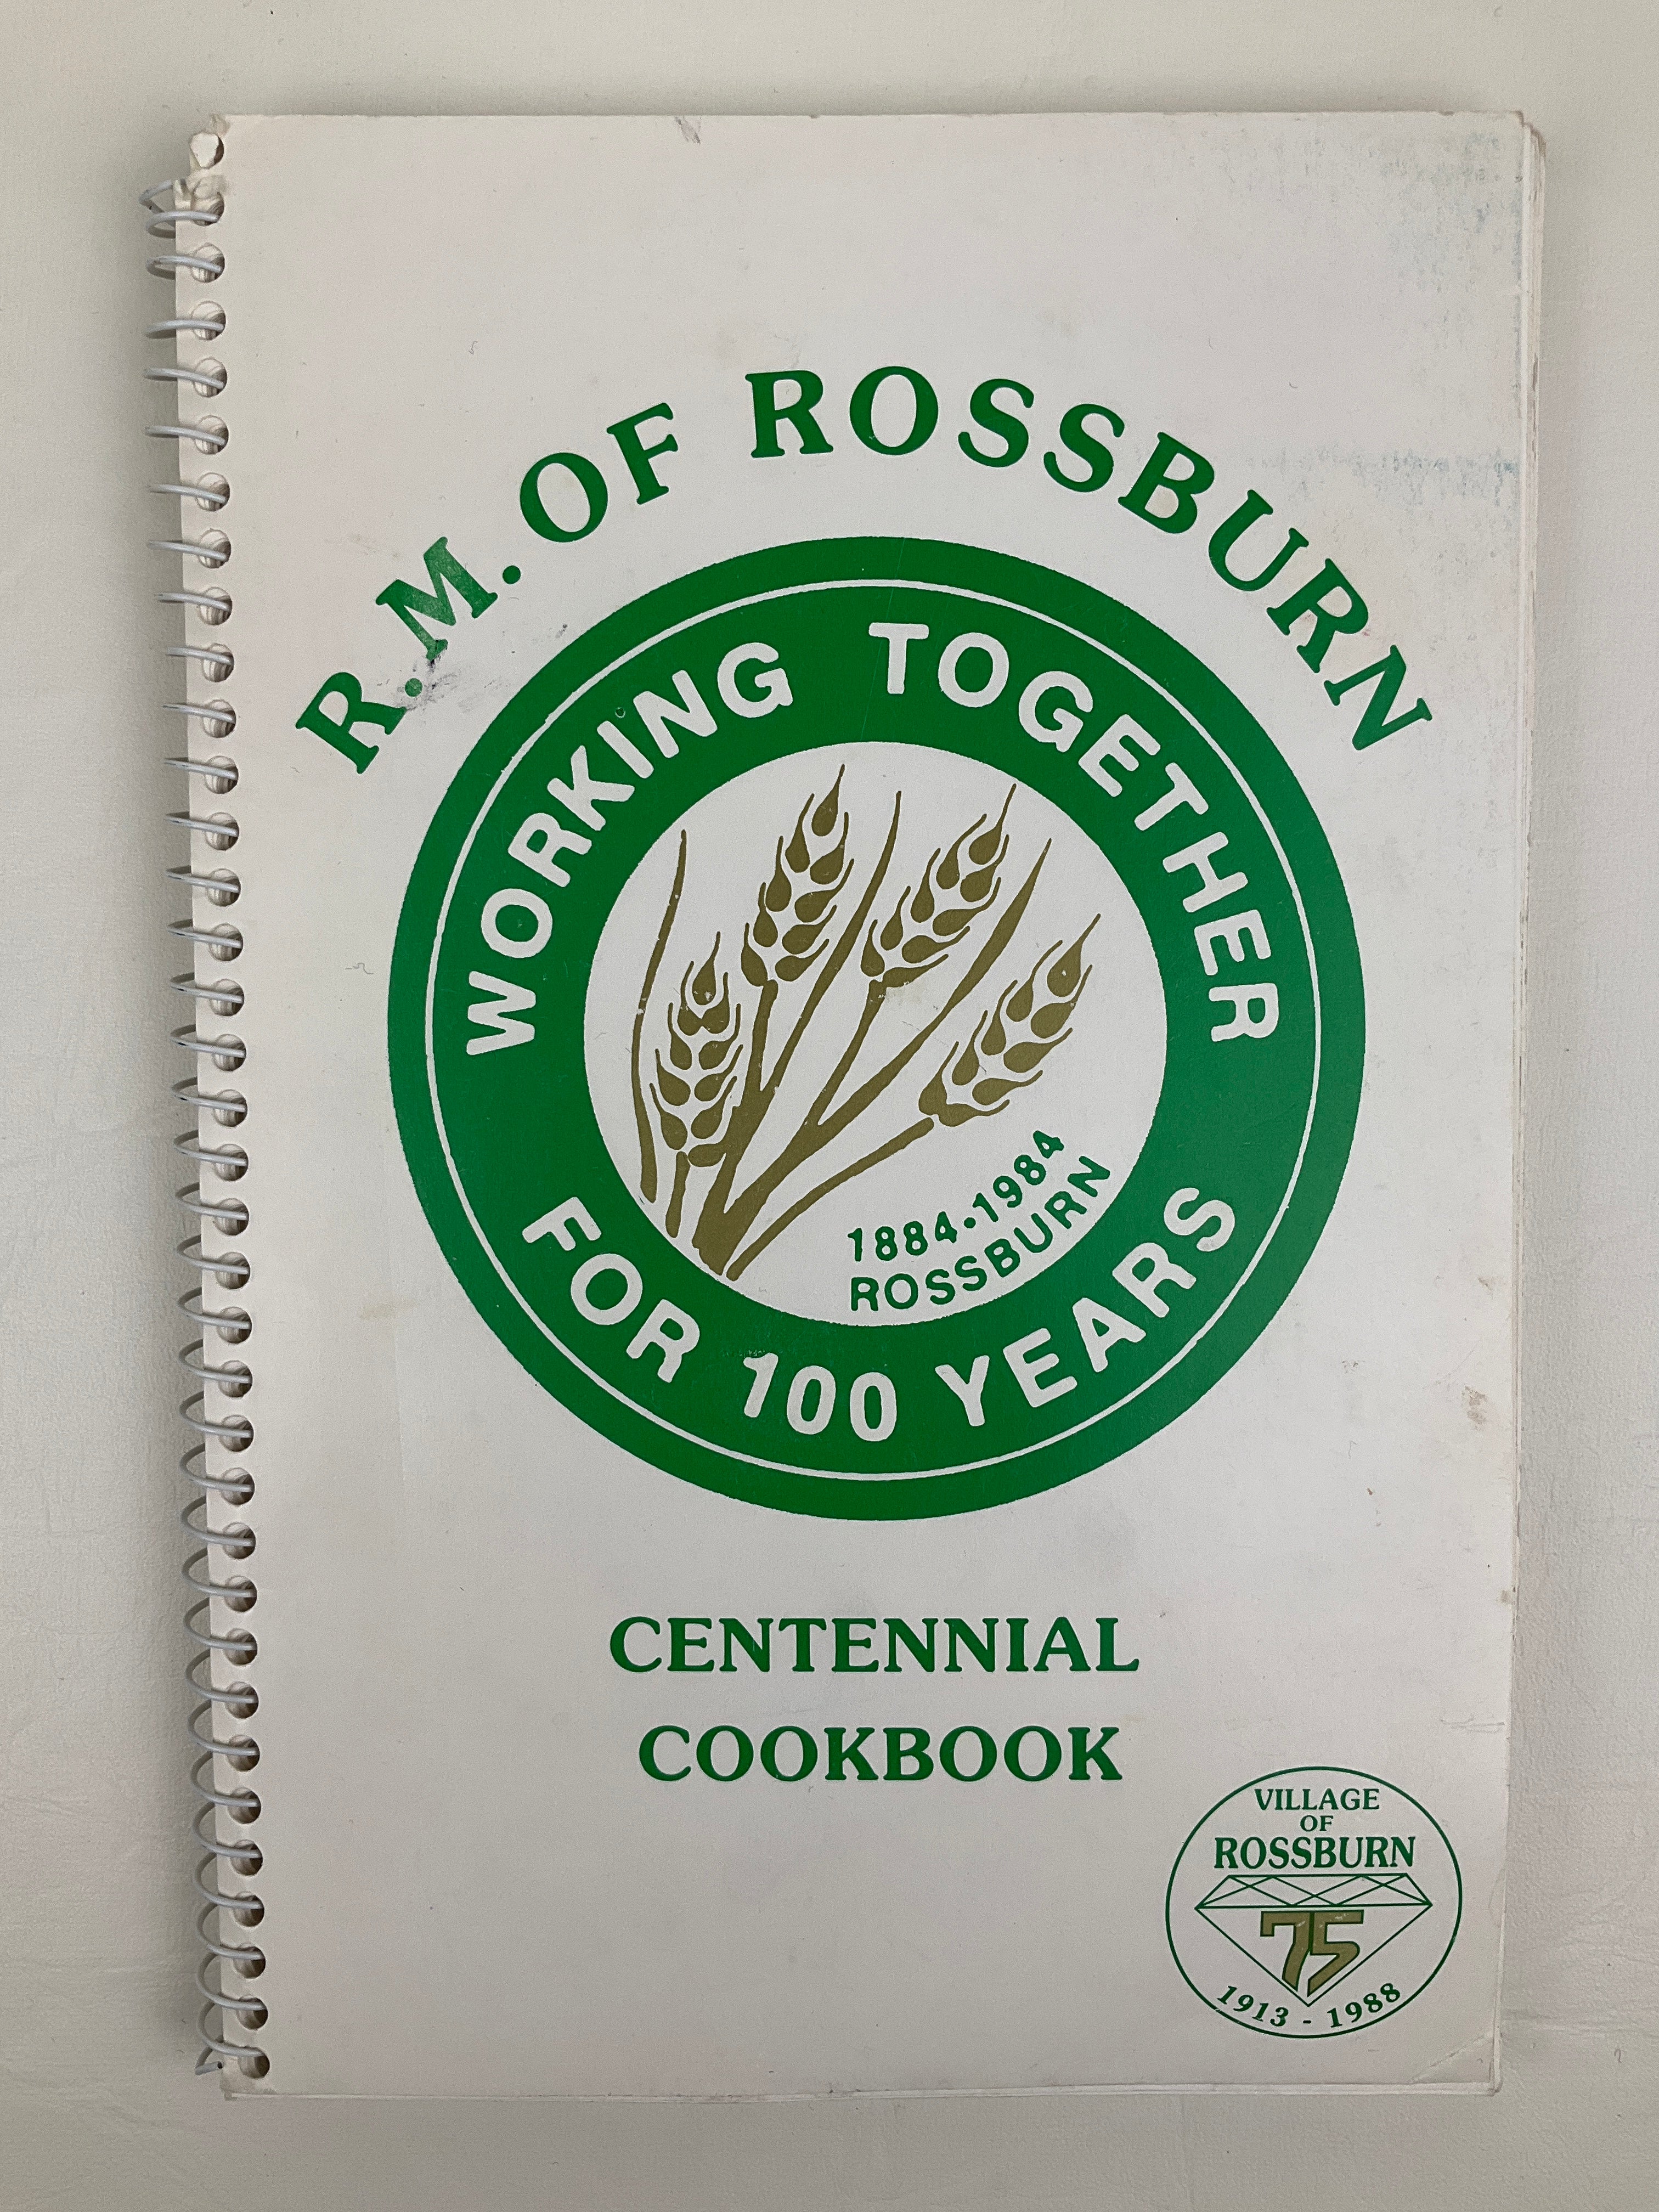 R.M. OF ROSSBURN
WORKING TOGETHER
1884•1984
ROSSBURN
FOR 100 YEARS
CENTENNIAL
COOKBOOK
VILLAGE
OF
ROSSBURN
75
1913 - 1988